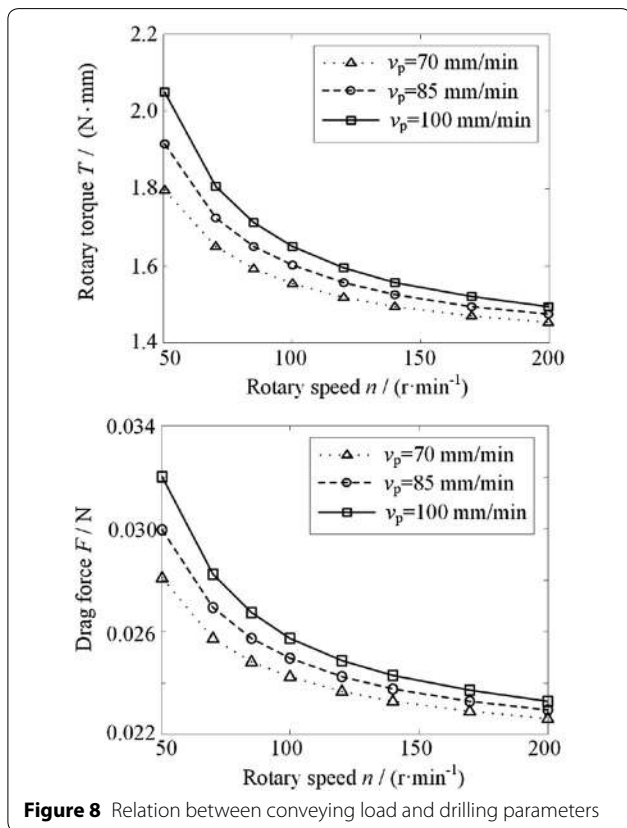 2.2
2.0
1.8
1.6
1.4
Rotary torque T / (N·mm)
vp=70 mm/min
vp=85 mm/min
vp=100 mm/min
50 100 150 200
Rotary speed n / (r·min⁻¹)
0.034
0.030
0.026
0.022
Drag force F / N
vp=70 mm/min
vp=85 mm/min
vp=100 mm/min
50 100 150 200
Rotary speed n / (r·min⁻¹)
Figure 8 Relation between conveying load and drilling parameters